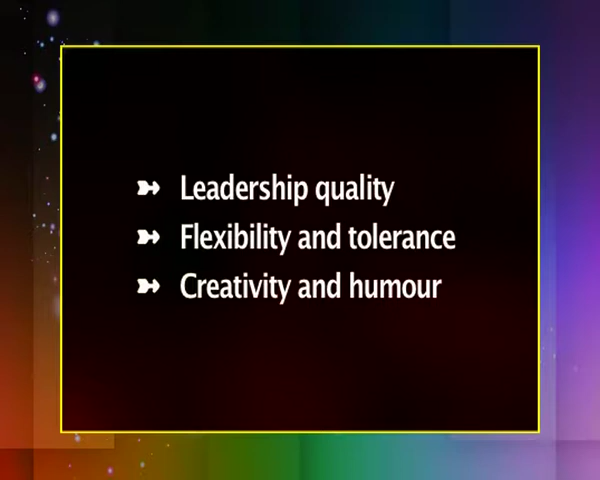 Leadership quality
Flexibility and tolerance
Creativity and humour